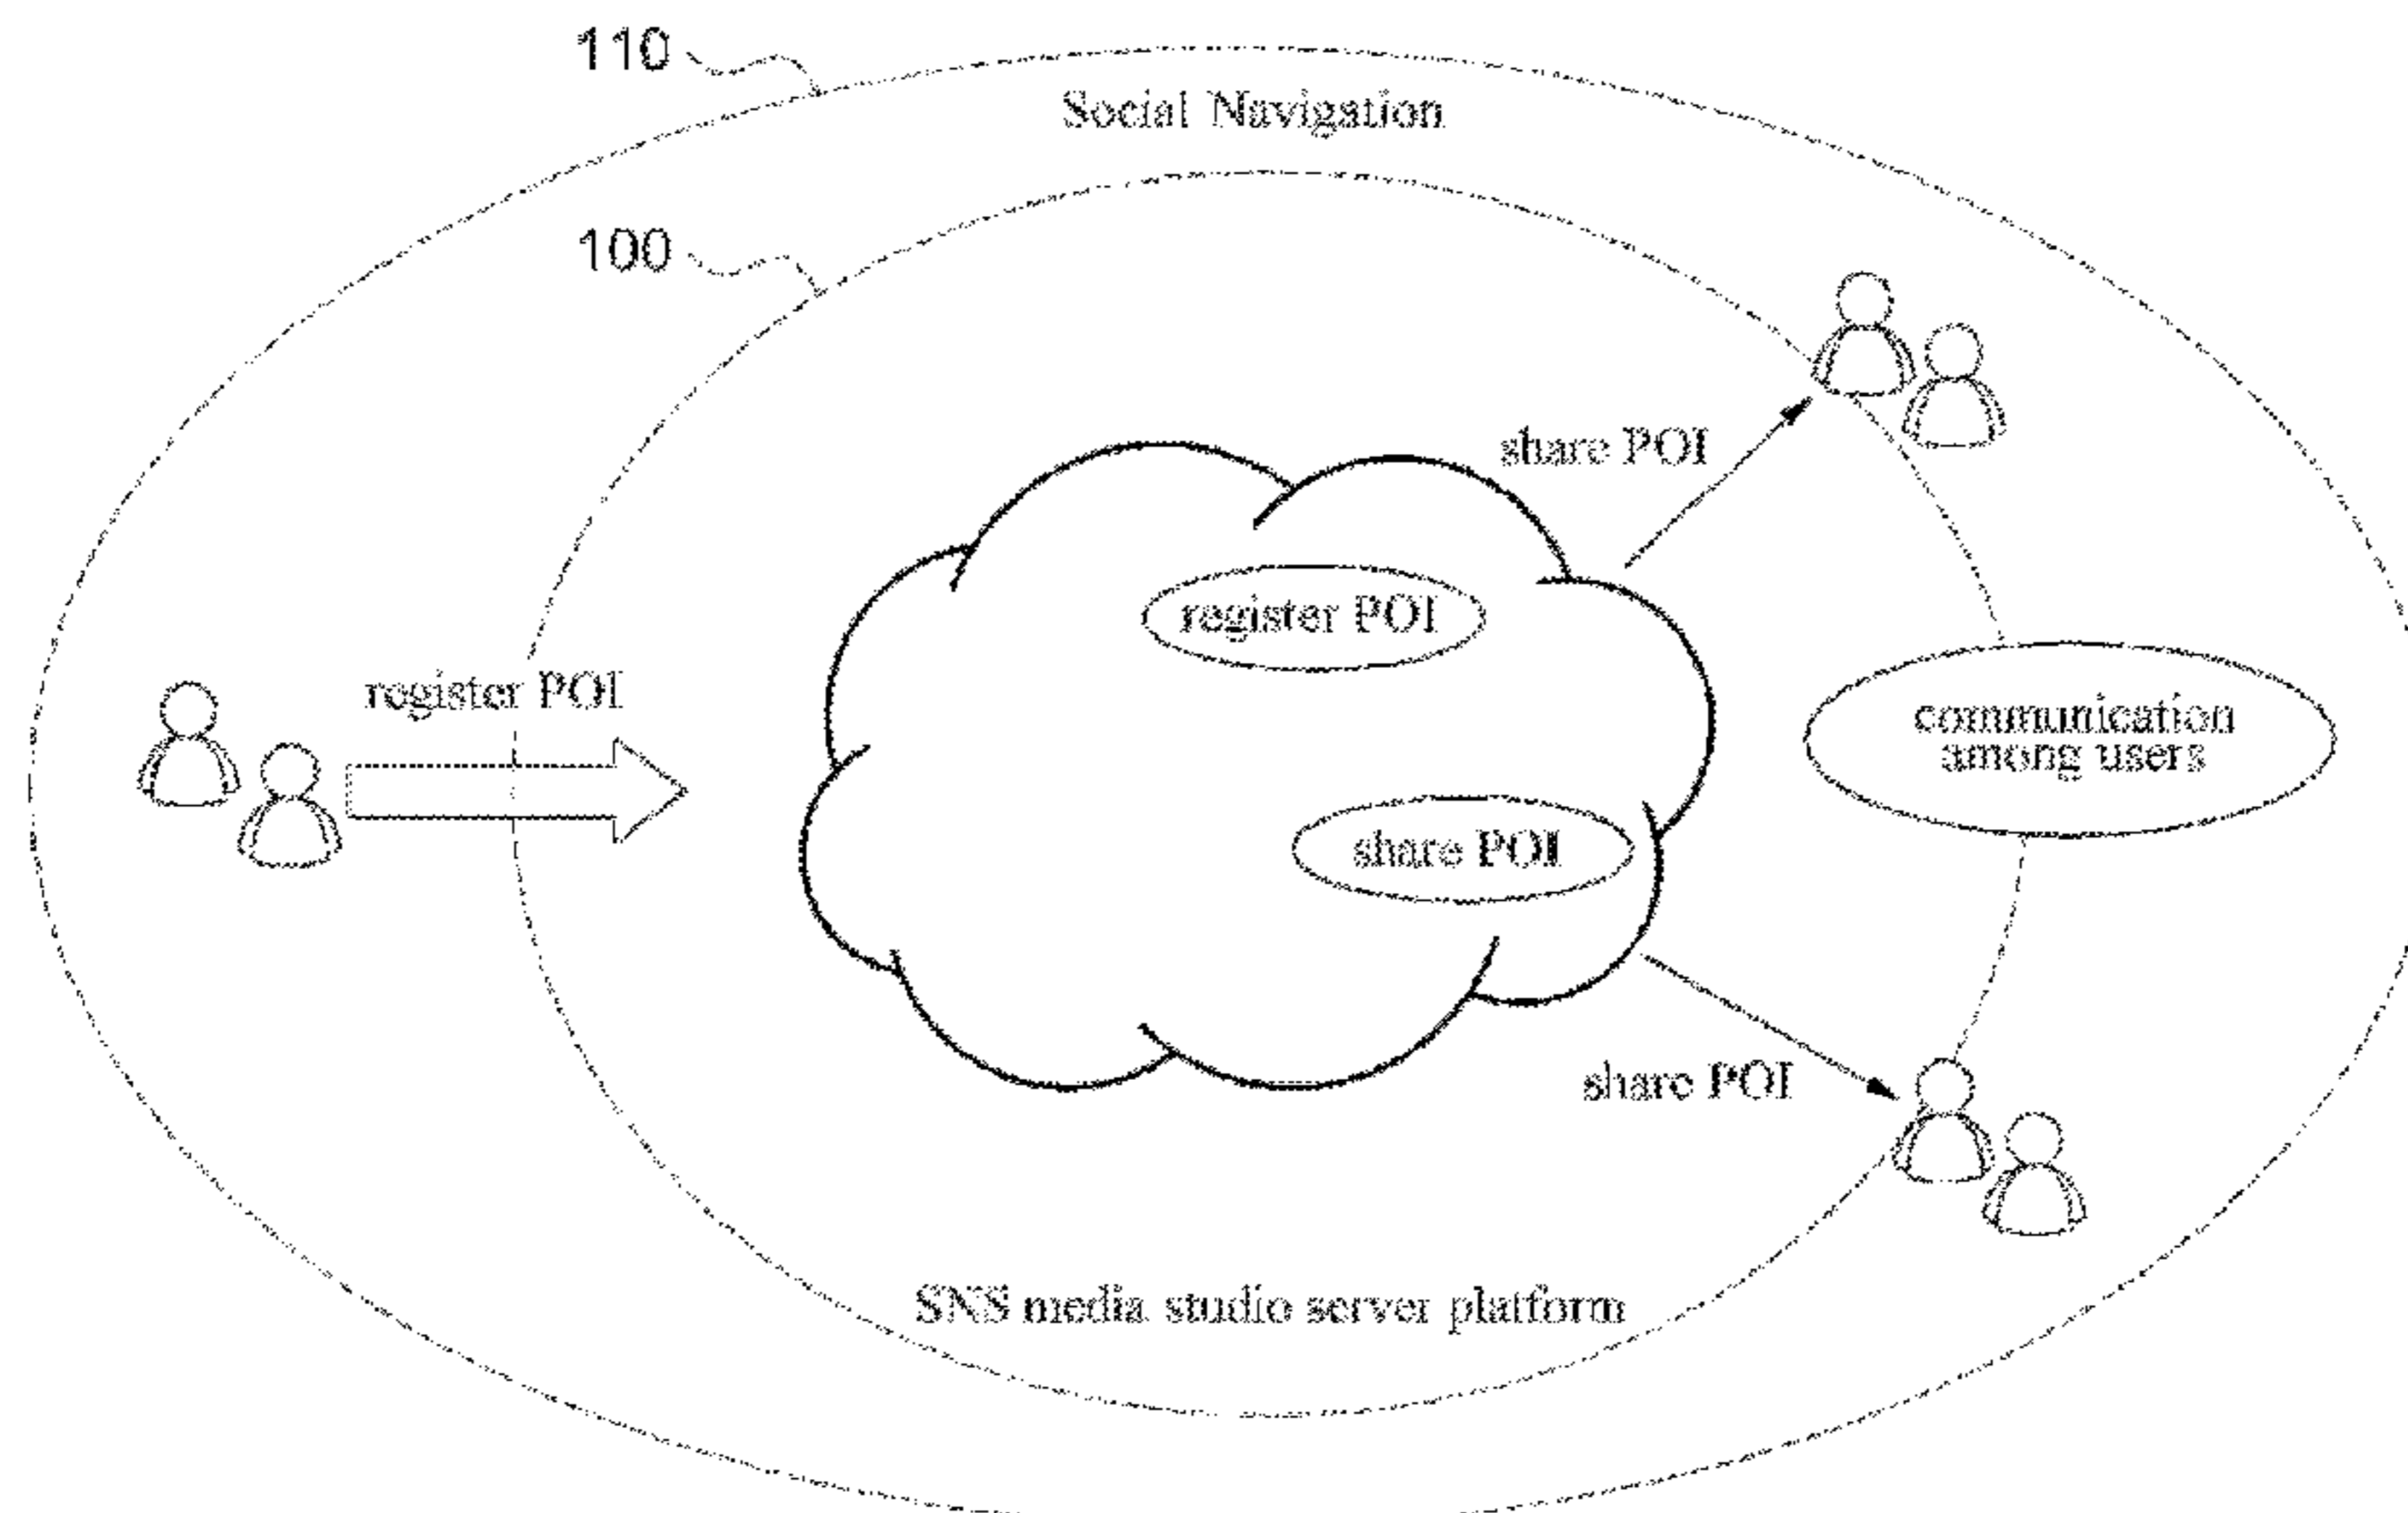 110
Social Navigation
100
share POI
register POI
register POI
communication
among users
share POI
share POI
SNS media studio server platform